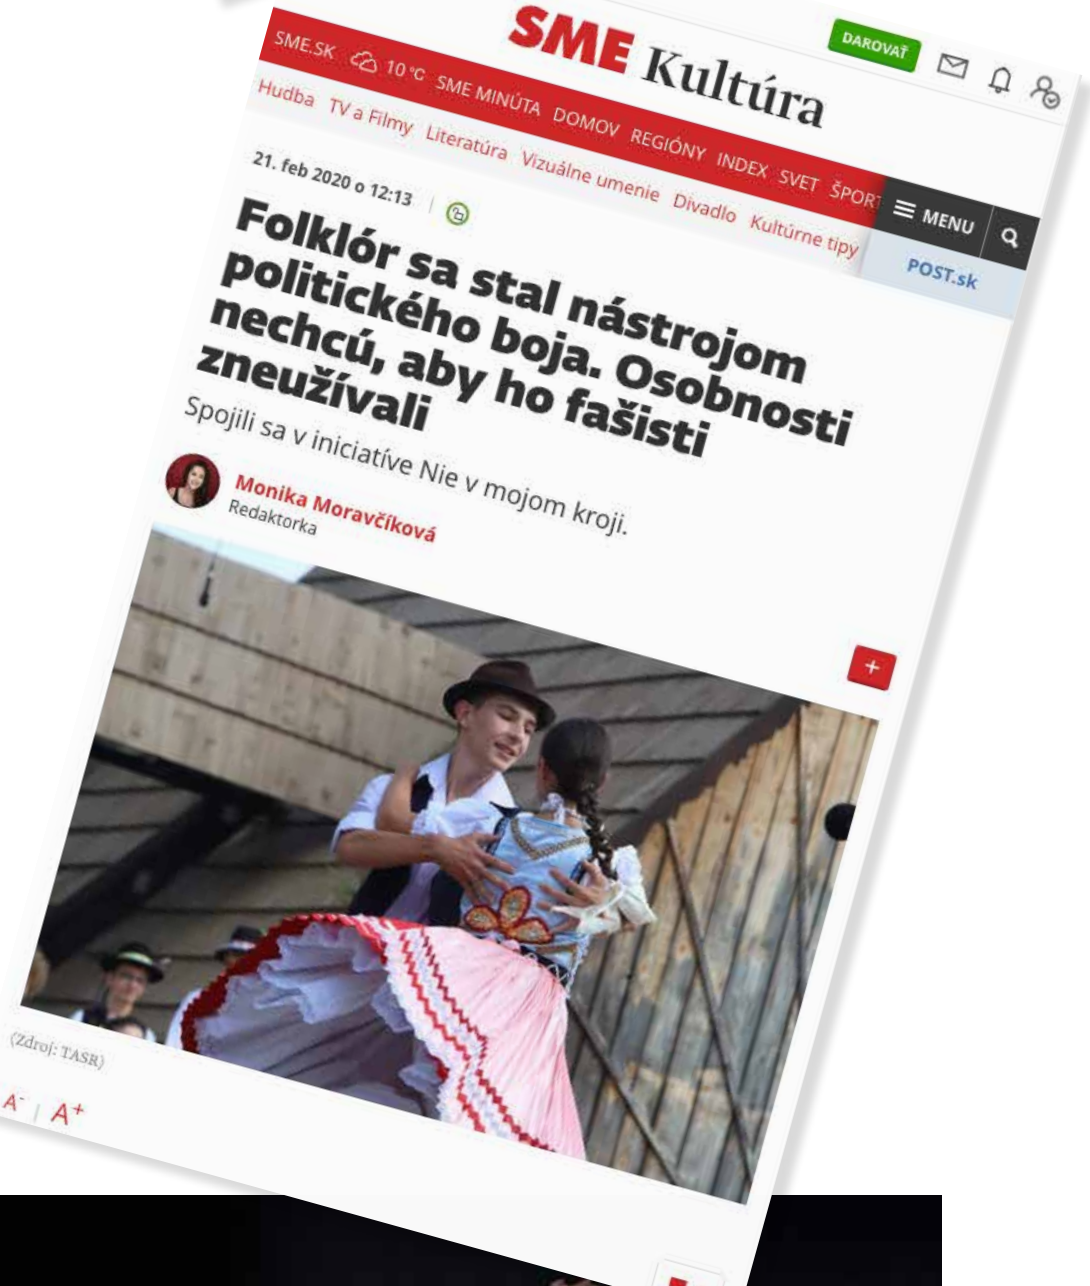 DAROVAŤ
SME Kultúra
SME.SK 10 °C SME MINÚTA DOMOV REGIÓNY INDEX SVET ŠPORT
MENU
Hudba TV a Filmy Literatúra Vizuálne umenie Divadlo Kultúrne tipy
POST.sk
21. feb 2020 o 12:13
Folklór sa stal nástrojom
politického boja. Osobnosti
nechcú, aby ho fašisti
zneužívali
Spojili sa v iniciatíve Nie v mojom kroji.
Monika Moravčíková
Redaktorka
+
(Zdroj: TASR)
A- | A+